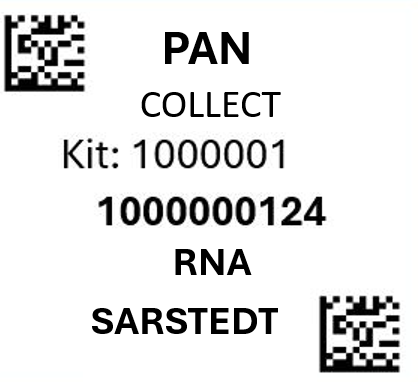 PAN
COLLECT
Kit: 1000001
1000000124
RNA
SARSTEDT